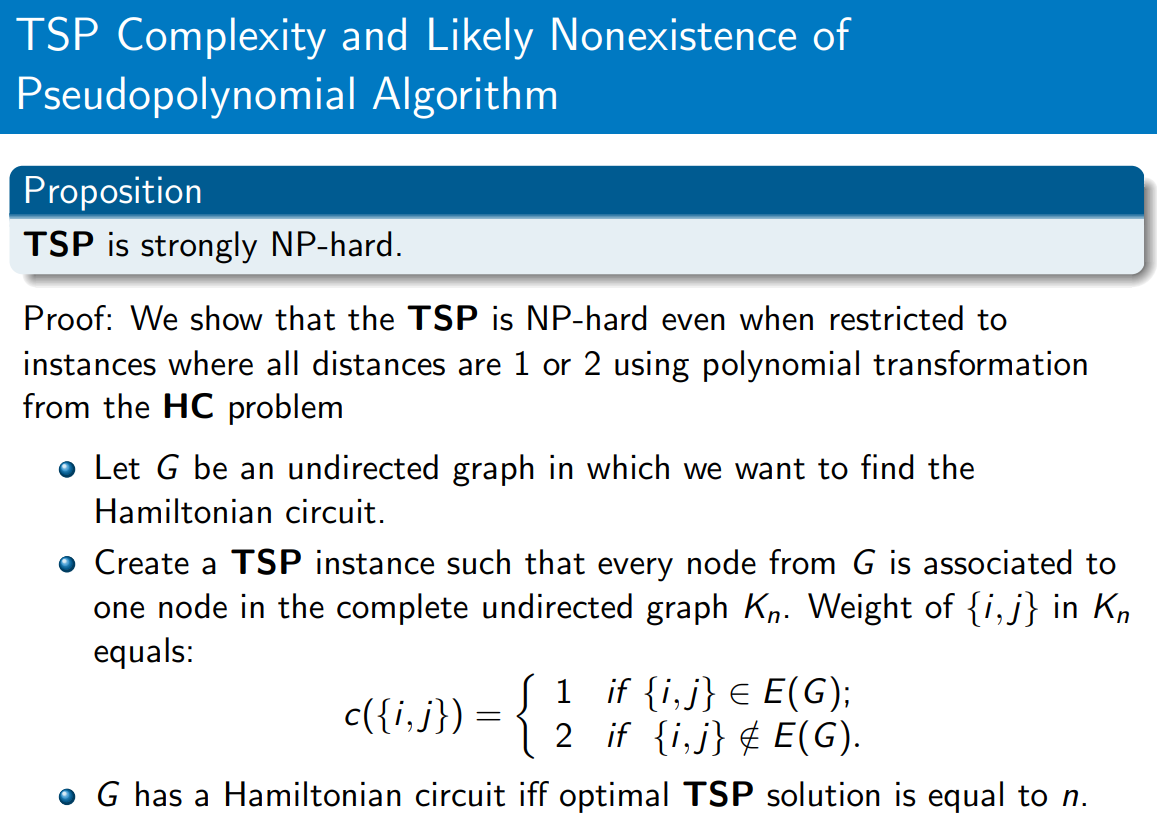 TSP Complexity and Likely Nonexistence of
Pseudopolynomial Algorithm
Proposition
TSP is strongly NP-hard.
Proof: We show that the TSP is NP-hard even when restricted to
instances where all distances are 1 or 2 using polynomial transformation
from the HC problem
Let G be an undirected graph in which we want to find the
Hamiltonian circuit.
Create a TSP instance such that every node from G is associated to
one node in the complete undirected graph Kₙ. Weight of {i, j} in Kₙ
equals:
c({i, j}) = { 1 if {i, j} ∈ E(G);
2 if {i, j} ∉ E(G).
G has a Hamiltonian circuit iff optimal TSP solution is equal to n.